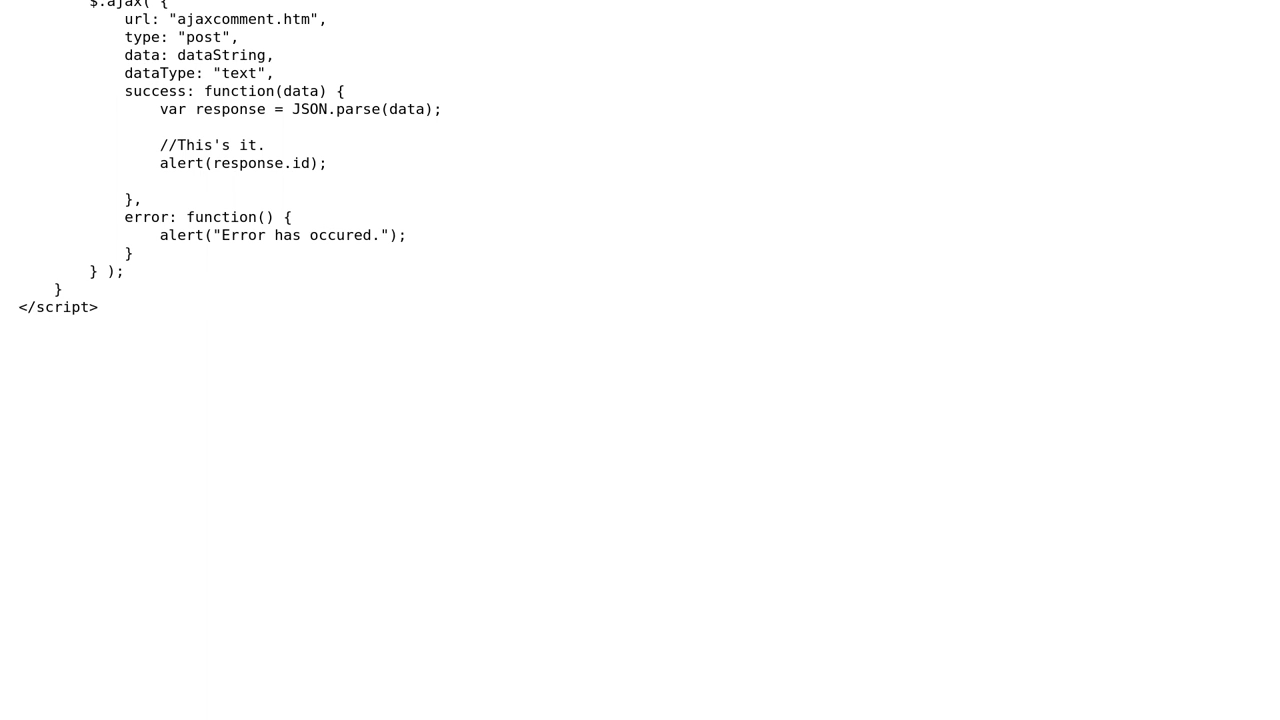 $.ajax( {
            url: "ajaxcomment.htm",
            type: "post",
            data: dataString,
            dataType: "text",
            success: function(data) {
                var response = JSON.parse(data);

                //This's it.
                alert(response.id);

            },
            error: function() {
                alert("Error has occured.");
            }
        } );
    }
</script>